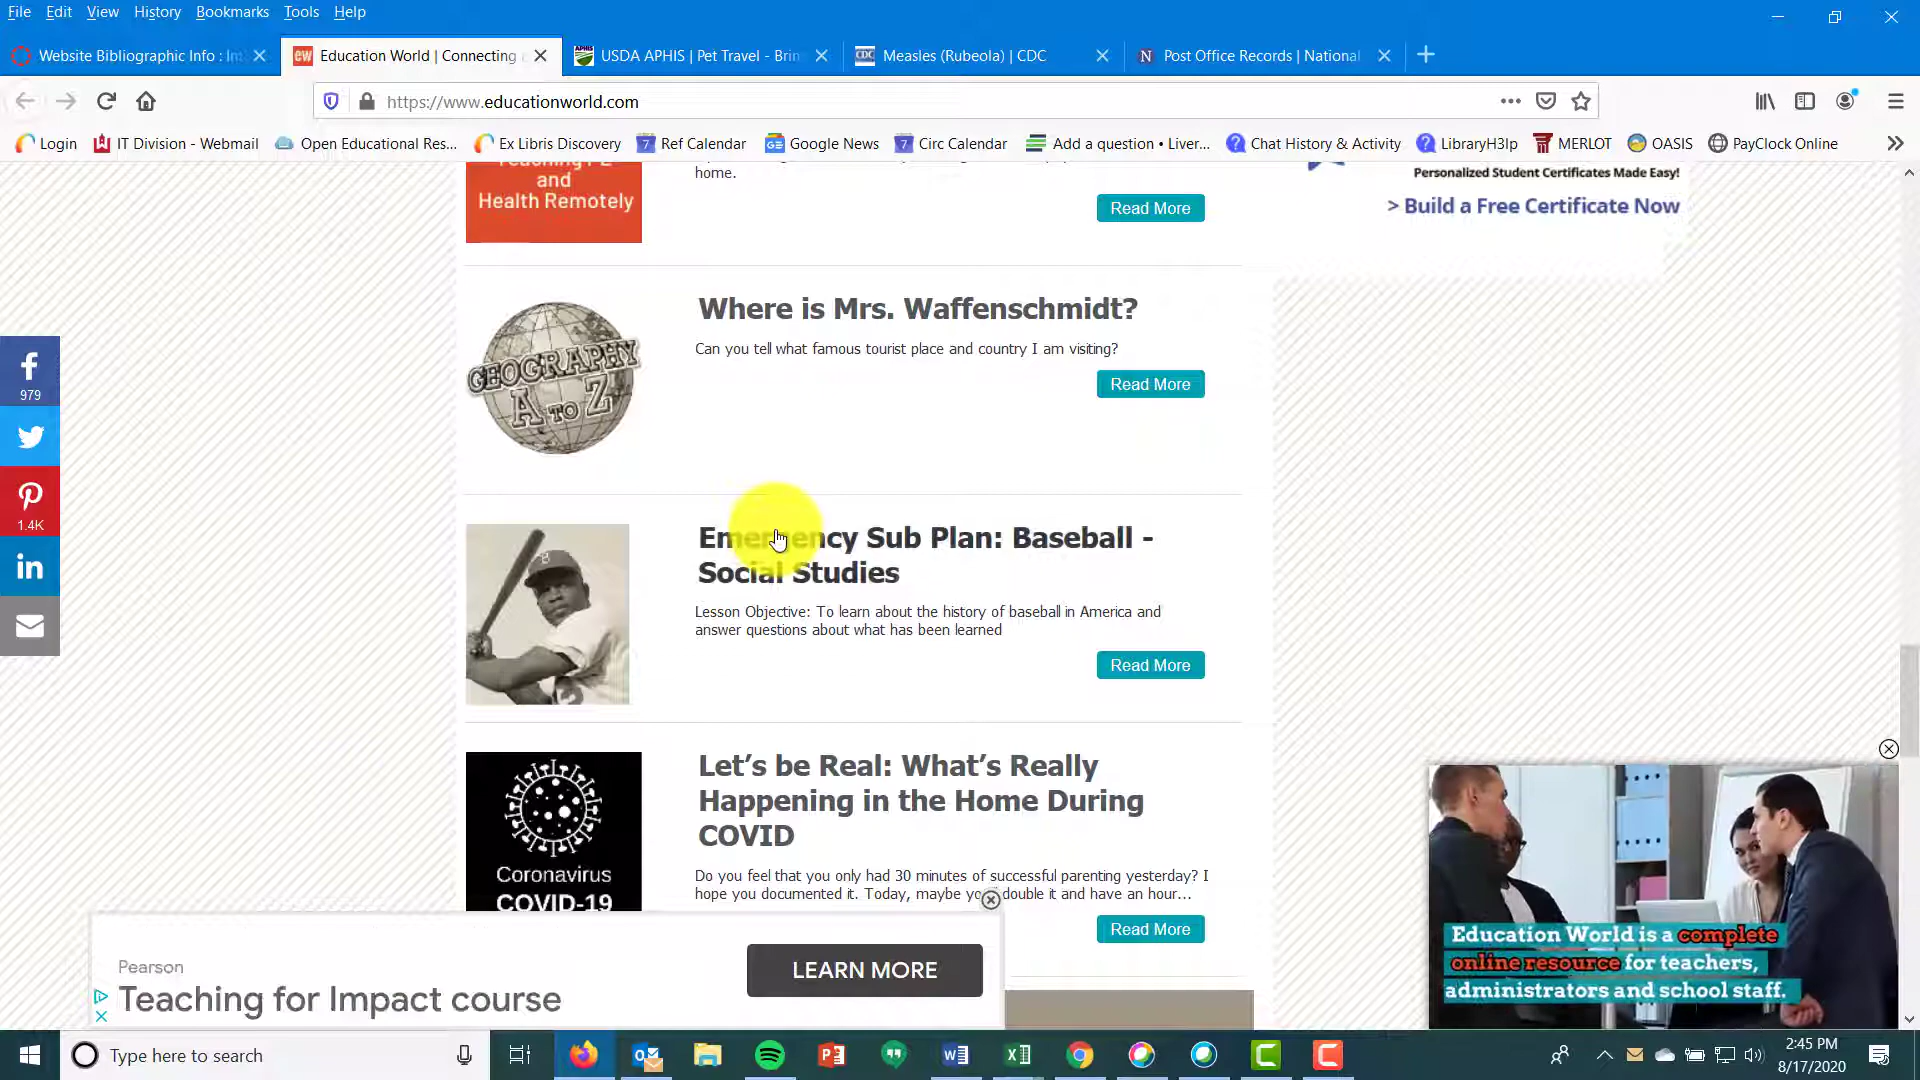 File Edit View History Bookmarks Tools Help
Website Bibliographic Info : Im
Education World | Connecting
USDA APHIS | Pet Travel - Brin
Measles (Rubeola) | CDC
Post Office Records | National
https://www.educationworld.com
Login
IT Division - Webmail
Open Educational Res...
Ex Libris Discovery
Ref Calendar
Google News
Circ Calendar
Add a question • Liver...
Chat History & Activity
LibraryH3lp
MERLOT
OASIS
PayClock Online
and
Health Remotely
home.
Read More
Personalized Student Certificates Made Easy!
> Build a Free Certificate Now
979
1.4K
GEOGRAPHY
A TO Z
Where is Mrs. Waffenschmidt?
Can you tell what famous tourist place and country I am visiting?
Read More
Emergency Sub Plan: Baseball -
Social Studies
Lesson Objective: To learn about the history of baseball in America and
answer questions about what has been learned
Read More
Coronavirus
COVID-19
Let's be Real: What's Really
Happening in the Home During
COVID
Do you feel that you only had 30 minutes of successful parenting yesterday? I
hope you documented it. Today, maybe double it and have an hour...
Read More
Pearson
Teaching for Impact course
LEARN MORE
Education World is a complete
online resource for teachers,
administrators and school staff.
Type here to search
2:45 PM
8/17/2020